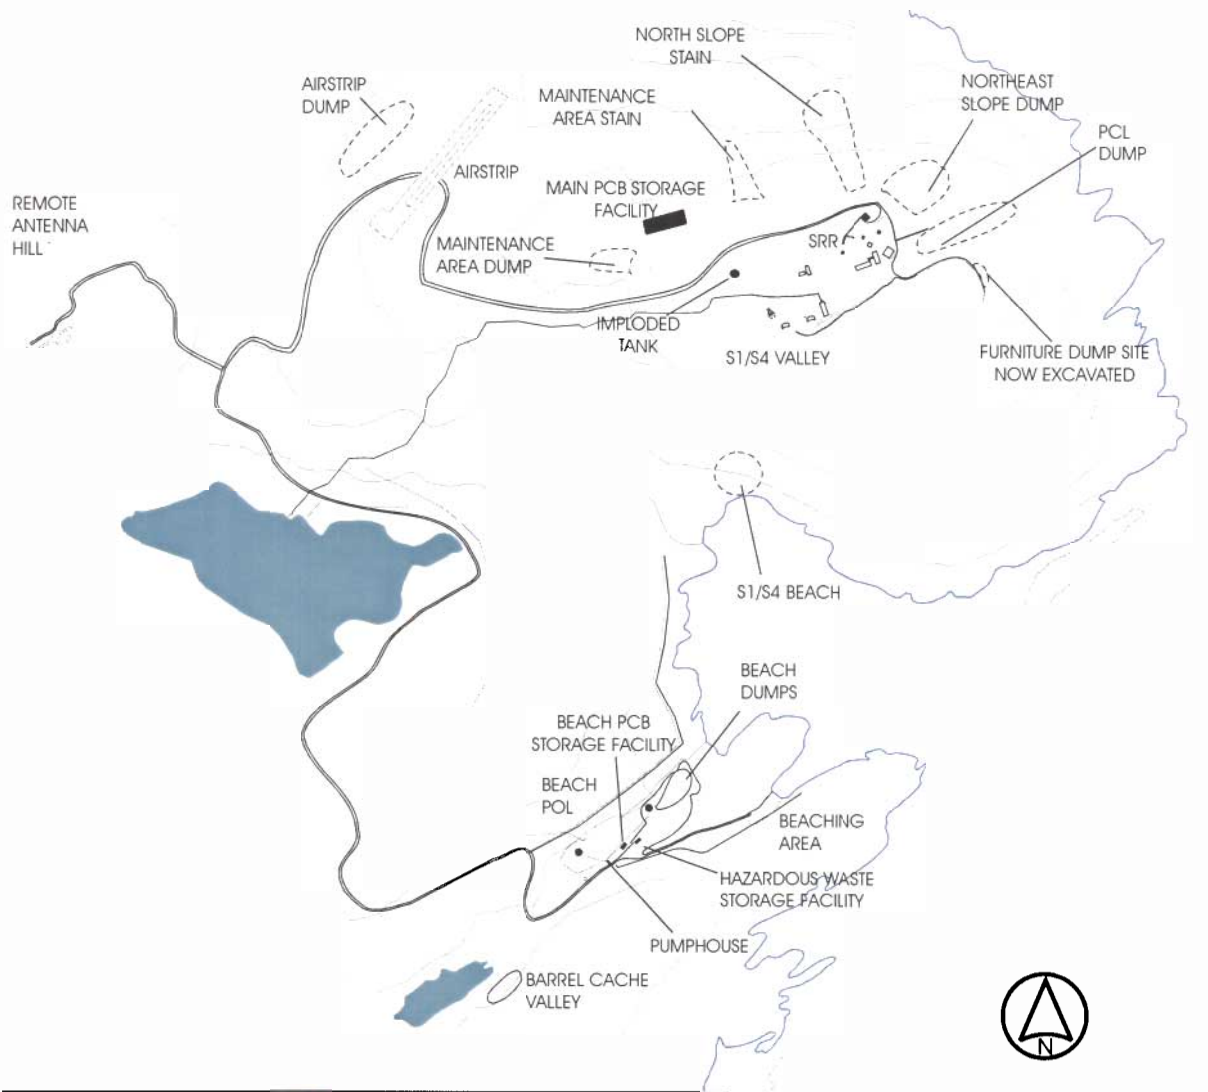 NORTH SLOPE
STAIN
AIRSTRIP
DUMP
MAINTENANCE
AREA STAIN
NORTHEAST
SLOPE DUMP
PCL
DUMP
AIRSTRIP
MAIN PCB STORAGE
FACILITY
REMOTE
ANTENNA
HILL
MAINTENANCE
AREA DUMP
SRR
IMPLODED
TANK
S1/S4 VALLEY
FURNITURE DUMP SITE
NOW EXCAVATED
S1/S4 BEACH
BEACH
DUMPS
BEACH PCB
STORAGE FACILITY
BEACH
POL
BEACHING
AREA
HAZARDOUS WASTE
STORAGE FACILITY
PUMPHOUSE
BARREL CACHE
VALLEY
N